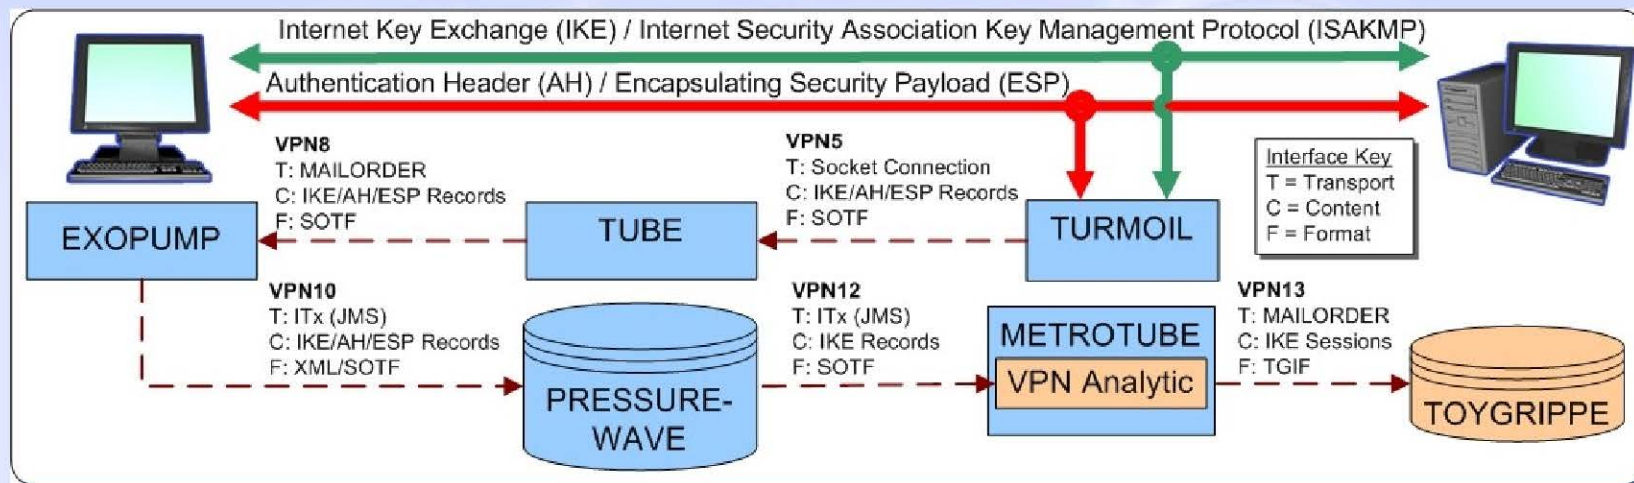 Internet Key Exchange (IKE) / Internet Security Association Key Management Protocol (ISAKMP)
Authentication Header (AH) / Encapsulating Security Payload (ESP)
VPN8
T: MAILORDER
C: IKE/AH/ESP Records
F: SOTF
VPN5
T: Socket Connection
C: IKE/AH/ESP Records
F: SOTF
Interface Key
T = Transport
C = Content
F = Format
EXOPUMP
TUBE
TURMOIL
VPN10
T: ITx (JMS)
C: IKE/AH/ESP Records
F: XML/SOTF
PRESSURE-
WAVE
VPN12
T: ITx (JMS)
C: IKE Records
F: SOTF
METROTUBE
VPN Analytic
VPN13
T: MAILORDER
C: IKE Sessions
F: TGIF
TOYGRIPPE